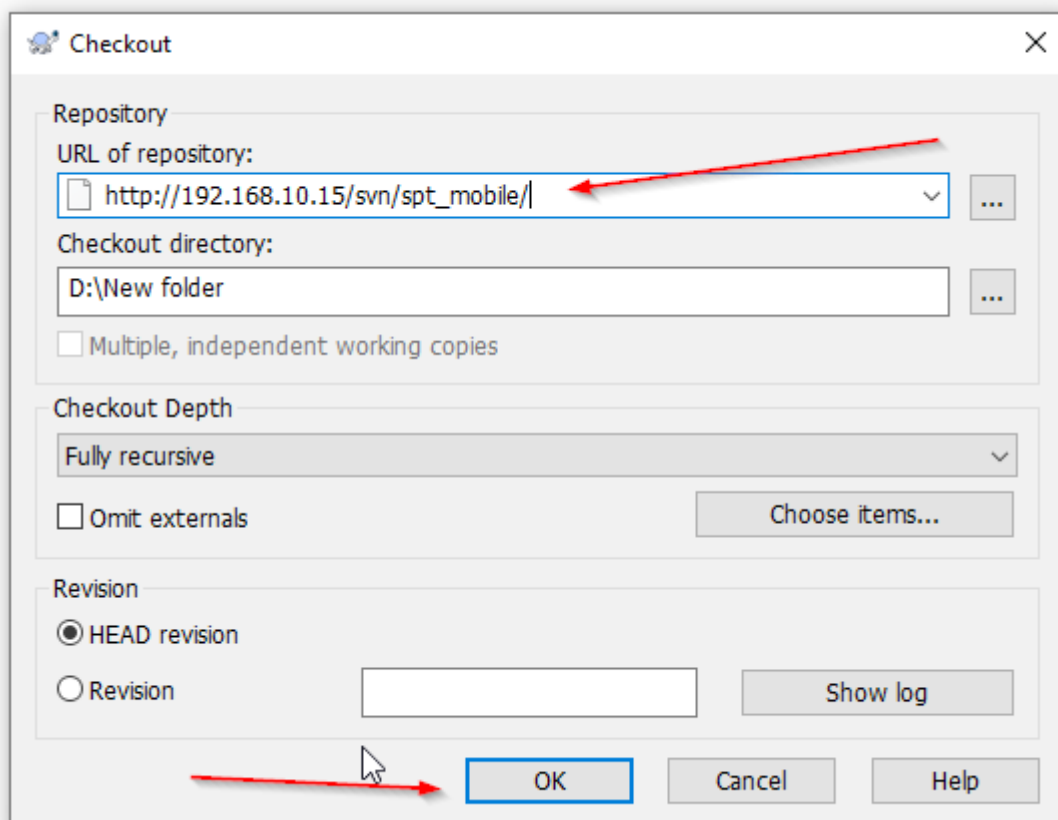 Checkout
Repository
URL of repository:
http://192.168.10.15/svn/spt_mobile/
...
Checkout directory:
D:\New folder
...
Multiple, independent working copies
Checkout Depth
Fully recursive
Omit externals
Choose items...
Revision
HEAD revision
Revision
Show log
OK
Cancel
Help